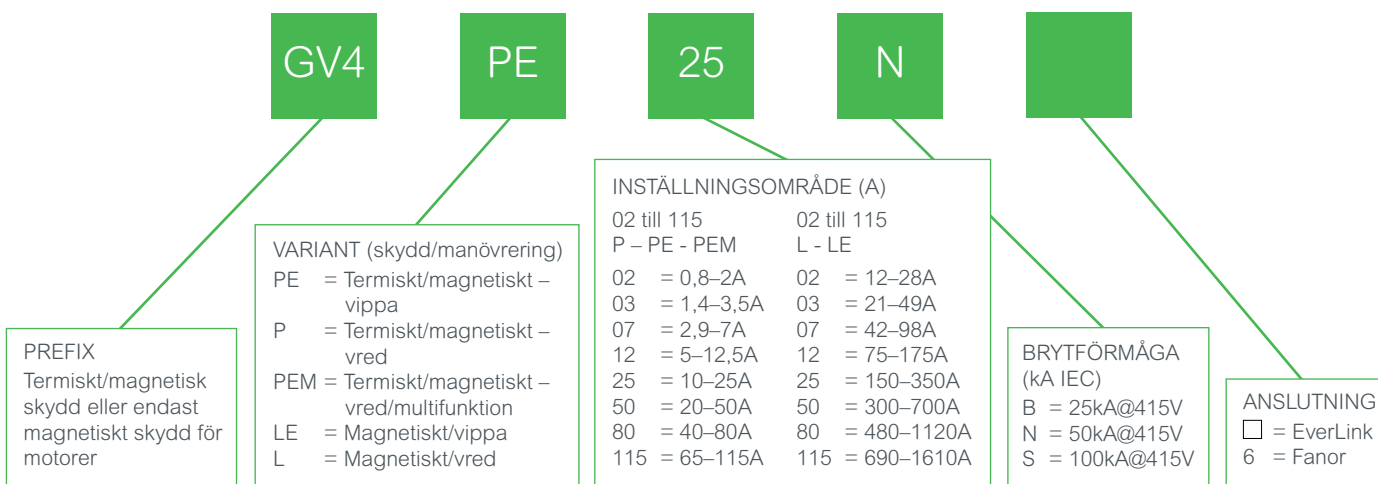 GV4 PE 25 N
PREFIX
Termiskt/magnetisk
skydd eller endast
magnetiskt skydd för
motorer
VARIANT (skydd/manövrering)
PE = Termiskt/magnetiskt –
vippa
P = Termiskt/magnetiskt –
vred
PEM = Termiskt/magnetiskt –
vred/multifunktion
LE = Magnetiskt/vippa
L = Magnetiskt/vred
INSTÄLLNINGSOMRÅDE (A)
02 till 115 02 till 115
P – PE - PEM L - LE
02 = 0,8–2A 02 = 12–28A
03 = 1,4–3,5A 03 = 21–49A
07 = 2,9–7A 07 = 42–98A
12 = 5–12,5A 12 = 75–175A
25 = 10–25A 25 = 150–350A
50 = 20–50A 50 = 300–700A
80 = 40–80A 80 = 480–1120A
115 = 65–115A 115 = 690–1610A
BRYTFÖRMÅGA
(kA IEC)
B = 25kA@415V
N = 50kA@415V
S = 100kA@415V
ANSLUTNING
□ = EverLink
6 = Fanor